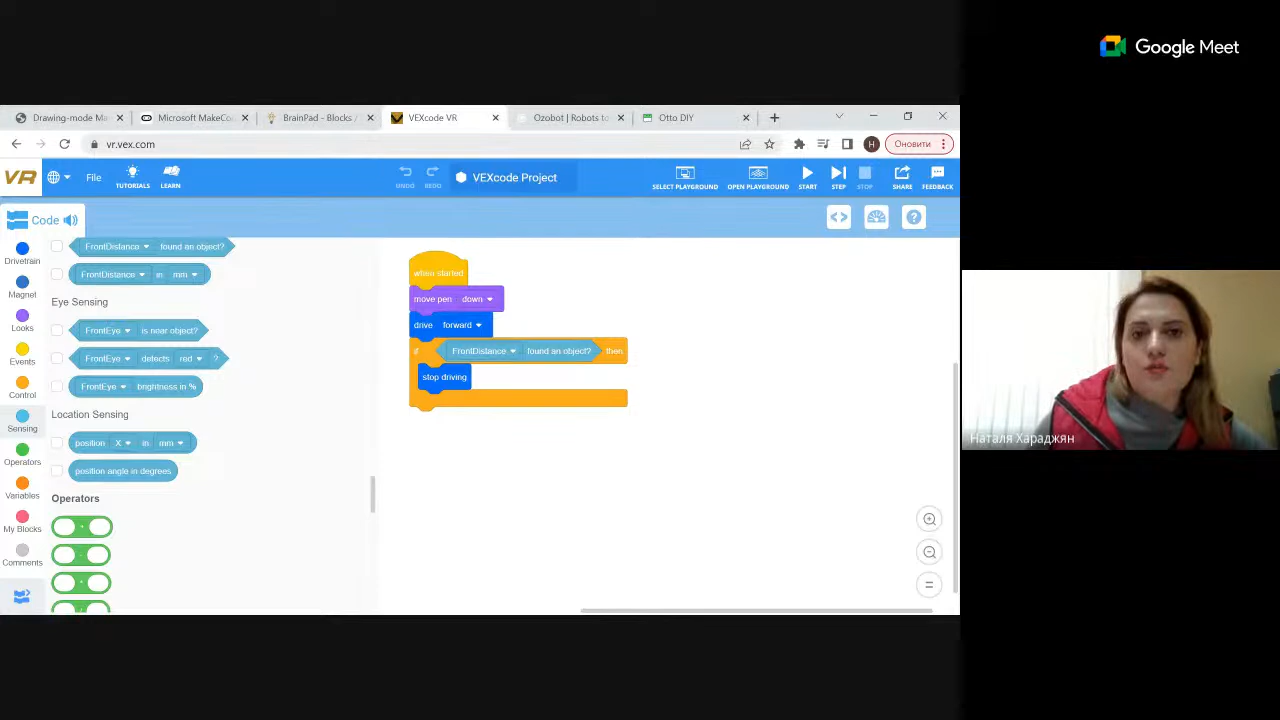 Google Meet
Drawing-mode Ma
Microsoft MakeCo
BrainPad - Blocks /
VEXcode VR
Ozobot | Robots to
Otto DIY
vr.vex.com
Оновити
VR
File
TUTORIALS
LEARN
UNDO
REDO
VEXcode Project
SELECT PLAYGROUND
OPEN PLAYGROUND
START
STEP
STOP
SHARE
FEEDBACK
Code
Drivetrain
Magnet
Looks
Events
Control
Sensing
Operators
Variables
My Blocks
Comments
FrontDistance found an object?
FrontDistance in mm
Eye Sensing
FrontEye is near object?
FrontEye detects red ?
FrontEye brightness in %
Location Sensing
position X in mm
position angle in degrees
Operators
when started
move pen down
drive forward
if FrontDistance found an object? then
stop driving
Наталя Хараджян